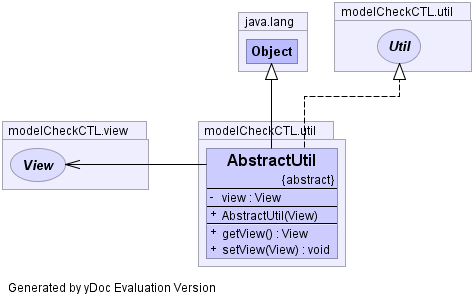 modelCheckCTL.util
java.lang
Util
Object
modelCheckCTL.view
modelCheckCTL.util
View
AbstractUtil
{abstract}
- view : View
+ AbstractUtil(View)
+ getView() : View
+ setView(View) : void
Generated by yDoc Evaluation Version